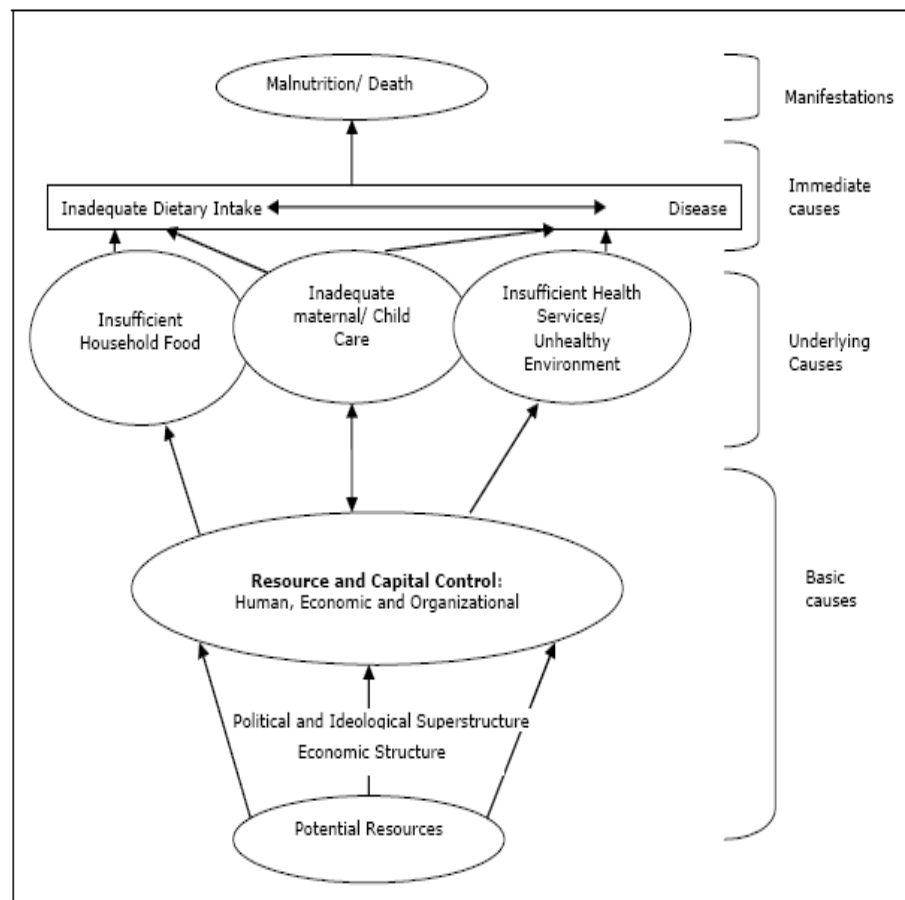 Malnutrition/ Death
Manifestations
Inadequate Dietary Intake
Disease
Immediate
causes
Insufficient
Household Food
Inadequate
maternal/ Child
Care
Insufficient Health
Services/
Unhealthy
Environment
Underlying
Causes
Resource and Capital Control:
Human, Economic and Organizational
Basic
causes
Political and Ideological Superstructure
Economic Structure
Potential Resources